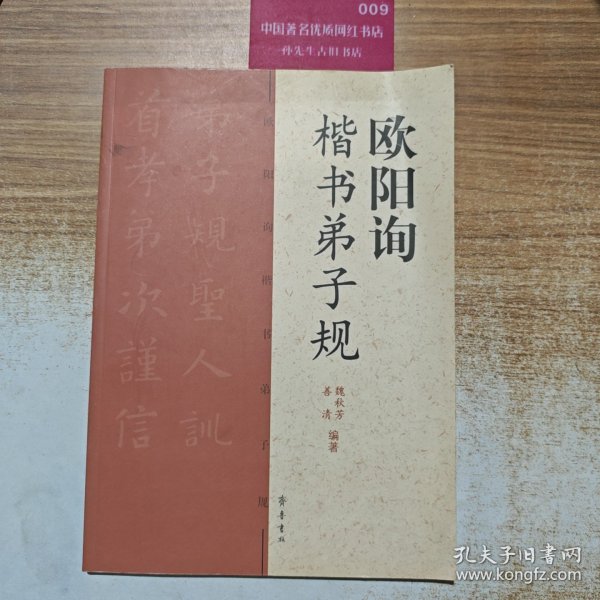 009
中国著名优质网红书店
孙先生古旧书店
欧阳询
楷书弟子规
魏秋芳
善清
编著
齐鲁书社
欧阳询楷书弟子规
弟子規聖人訓
首孝弟次謹信
孔夫子旧书网
www.kongfz.com